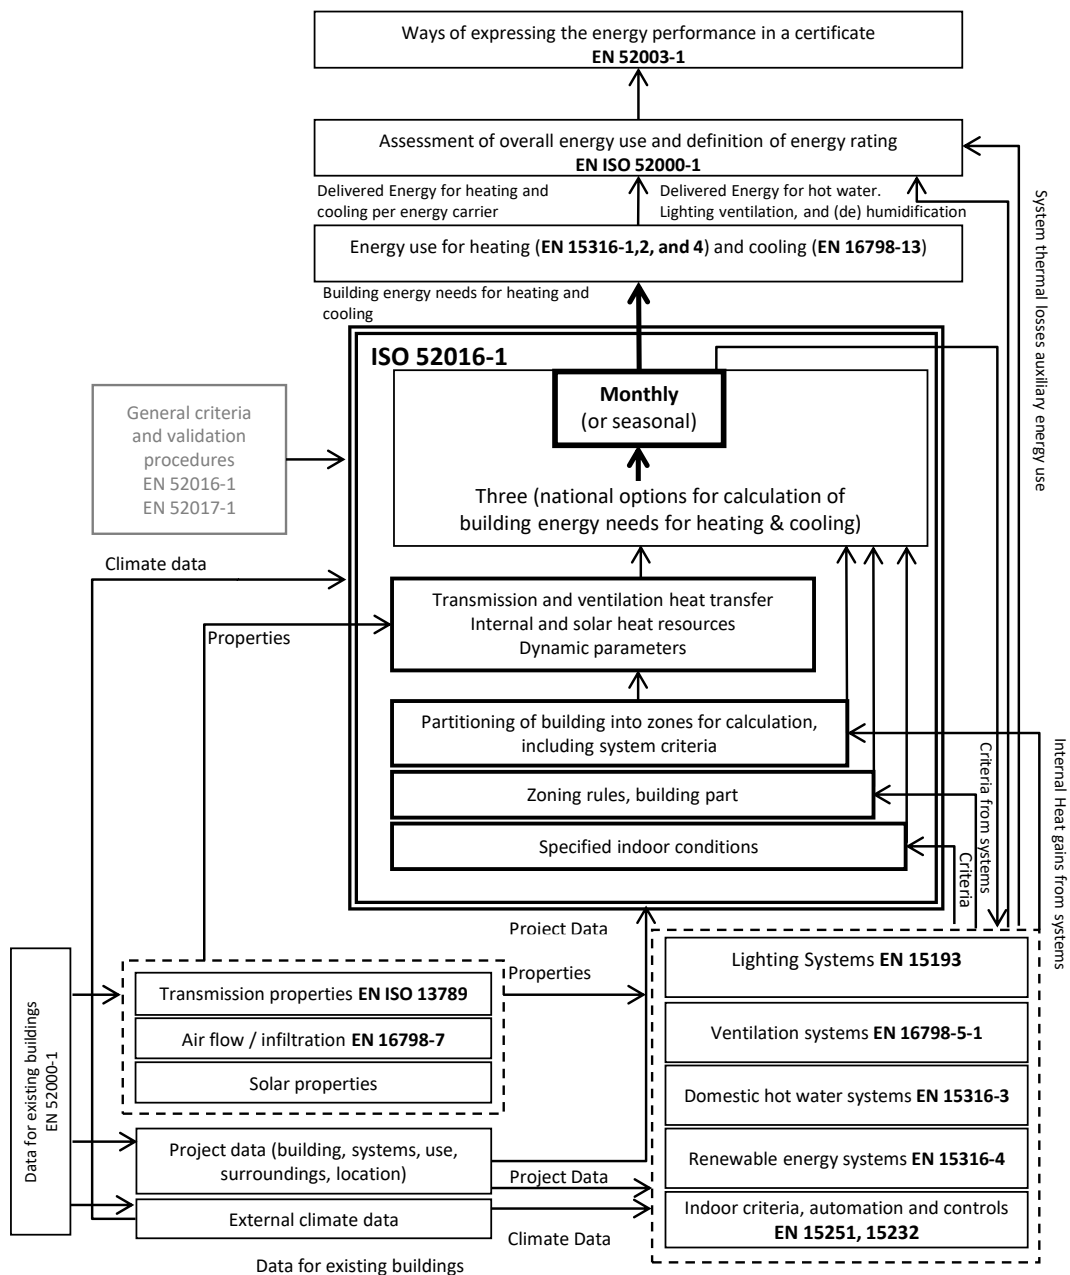 Ways of expressing the energy performance in a certificate
EN 52003-1
Assessment of overall energy use and definition of energy rating
EN ISO 52000-1
Delivered Energy for heating and
cooling per energy carrier
Delivered Energy for hot water.
Lighting ventilation, and (de) humidification
Energy use for heating (EN 15316-1,2, and 4) and cooling (EN 16798-13)
Building energy needs for heating and
cooling
System thermal losses auxiliary energy use
ISO 52016-1
Monthly
(or seasonal)
General criteria
and validation
procedures
EN 52016-1
EN 52017-1
Three (national options for calculation of
building energy needs for heating & cooling)
Climate data
Transmission and ventilation heat transfer
Internal and solar heat resources
Dynamic parameters
Properties
Partitioning of building into zones for calculation,
including system criteria
Zoning rules, building part
Specified indoor conditions
Criteria
Criteria from systems
Internal Heat gains from systems
Project Data
Data for existing buildings
EN 52000-1
Transmission properties EN ISO 13789
Air flow / infiltration EN 16798-7
Solar properties
Properties
Project data (building, systems, use,
surroundings, location)
Project Data
External climate data
Climate Data
Data for existing buildings
Lighting Systems EN 15193
Ventilation systems EN 16798-5-1
Domestic hot water systems EN 15316-3
Renewable energy systems EN 15316-4
Indoor criteria, automation and controls
EN 15251, 15232